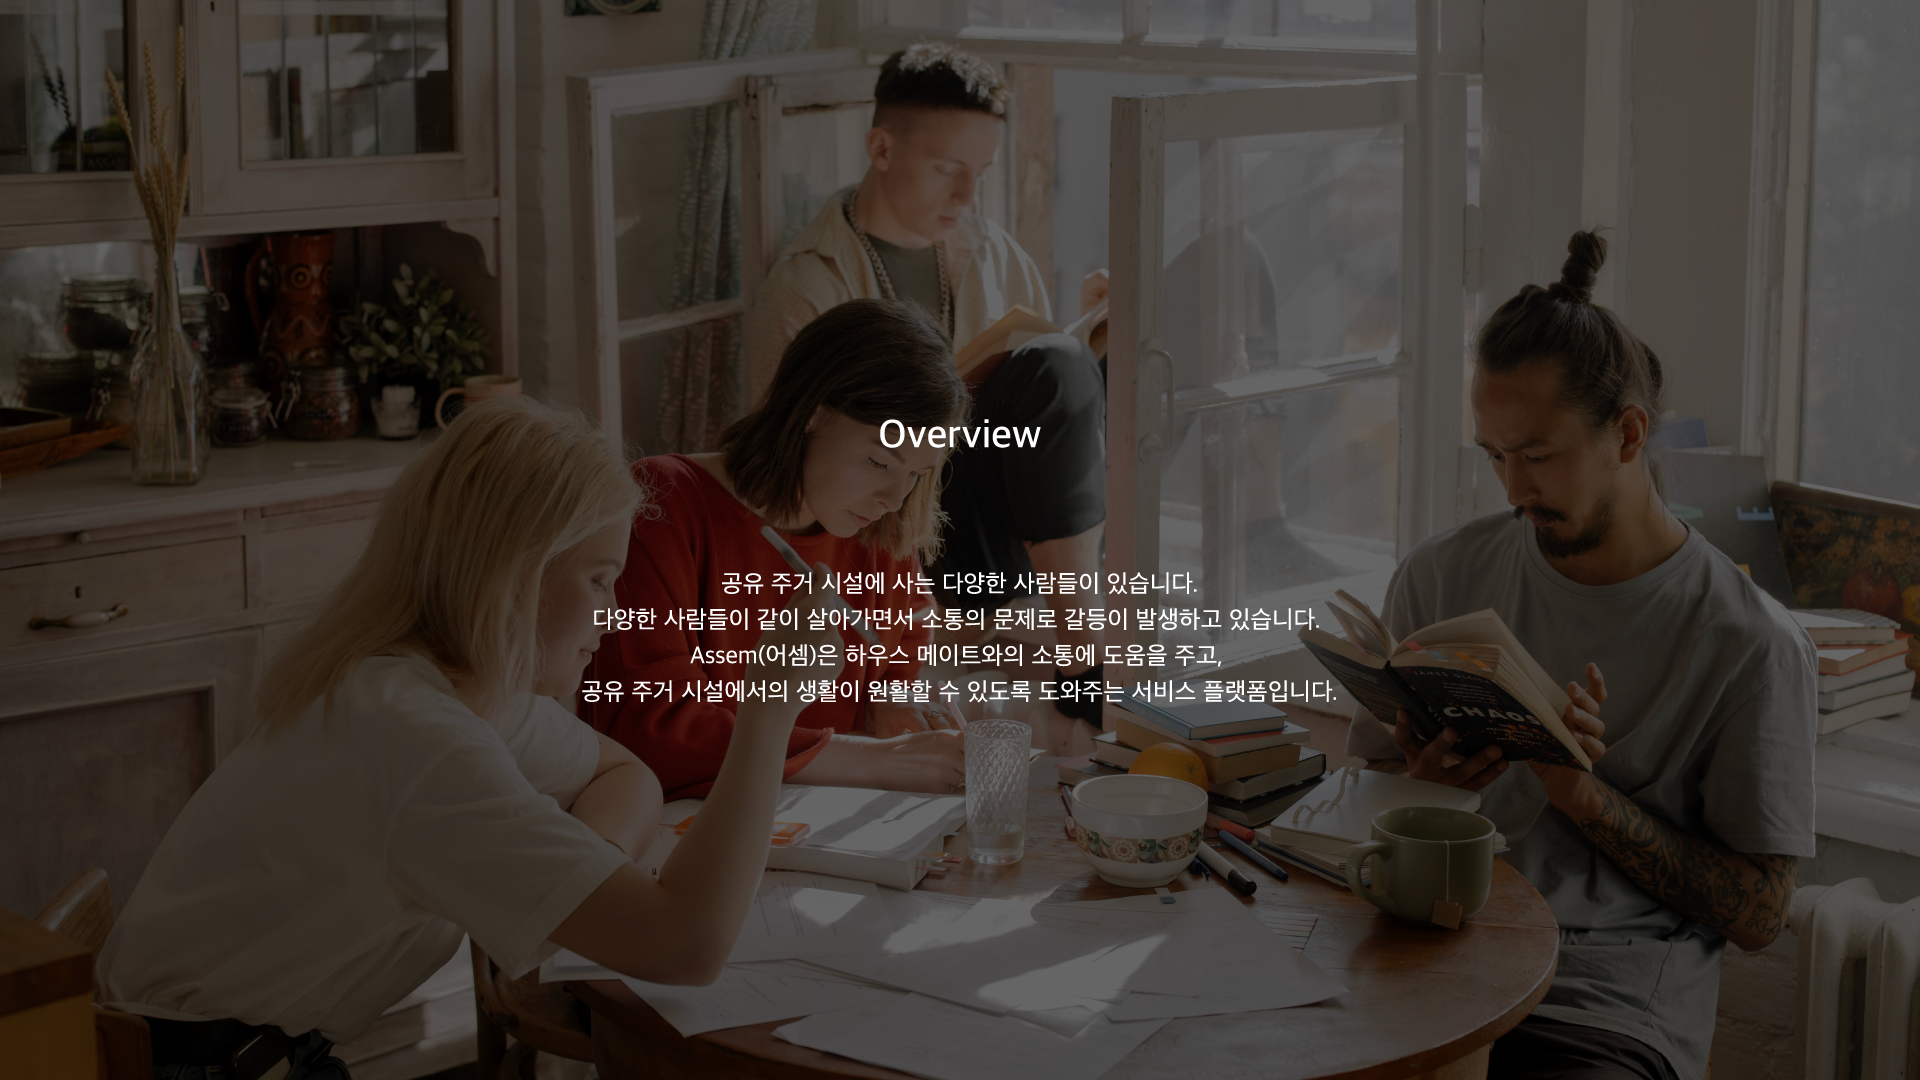 Overview
공유 주거 시설에 사는 다양한 사람들이 있습니다.
다양한 사람들이 같이 살아가면서 소통의 문제로 갈등이 발생하고 있습니다.
Assem(어셈)은 하우스 메이트와의 소통에 도움을 주고,
공유 주거 시설에서의 생활이 원활할 수 있도록 도와주는 서비스 플랫폼입니다.
CHAOS